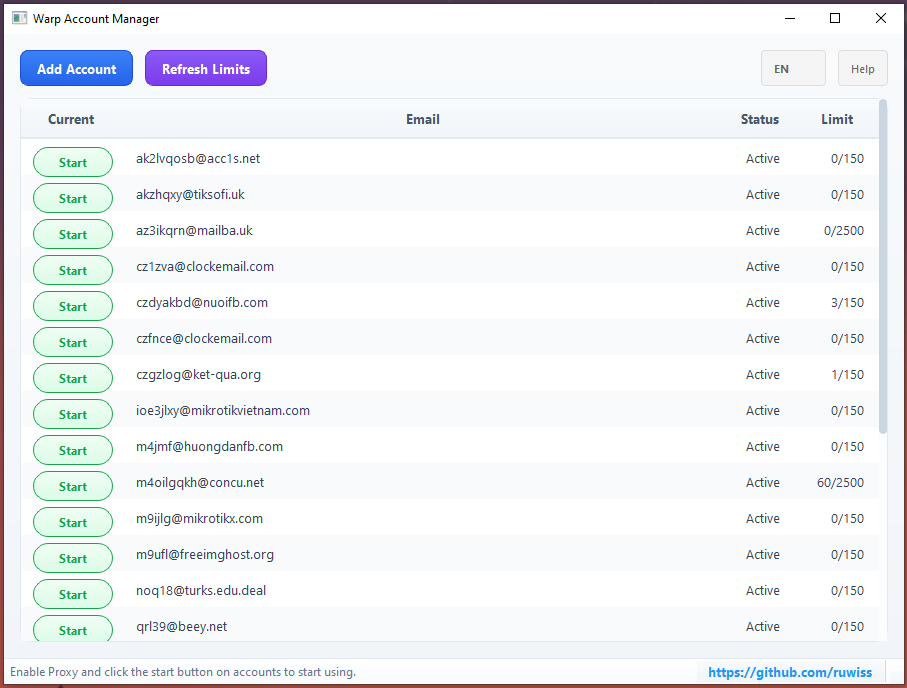 Warp Account Manager
Add Account Refresh Limits EN Help
Current Email Status Limit
Start ak2lvqosb@acc1s.net Active 0/150
Start akzhqxy@tiksofi.uk Active 0/150
Start az3ikqrn@mailba.uk Active 0/2500
Start cz1zva@clockemail.com Active 0/150
Start czdyakbd@nuoifb.com Active 3/150
Start czfnce@clockemail.com Active 0/150
Start czgzlog@ket-qua.org Active 1/150
Start ioe3jlxy@mikrotikvietnam.com Active 0/150
Start m4jmf@huongdanfb.com Active 0/150
Start m4oilgqkh@concu.net Active 60/2500
Start m9ijlg@mikrotikx.com Active 0/150
Start m9ufl@freeimghost.org Active 0/150
Start noq18@turks.edu.deal Active 0/150
Start qrl39@beey.net Active 0/150
Enable Proxy and click the start button on accounts to start using. https://github.com/ruwiss